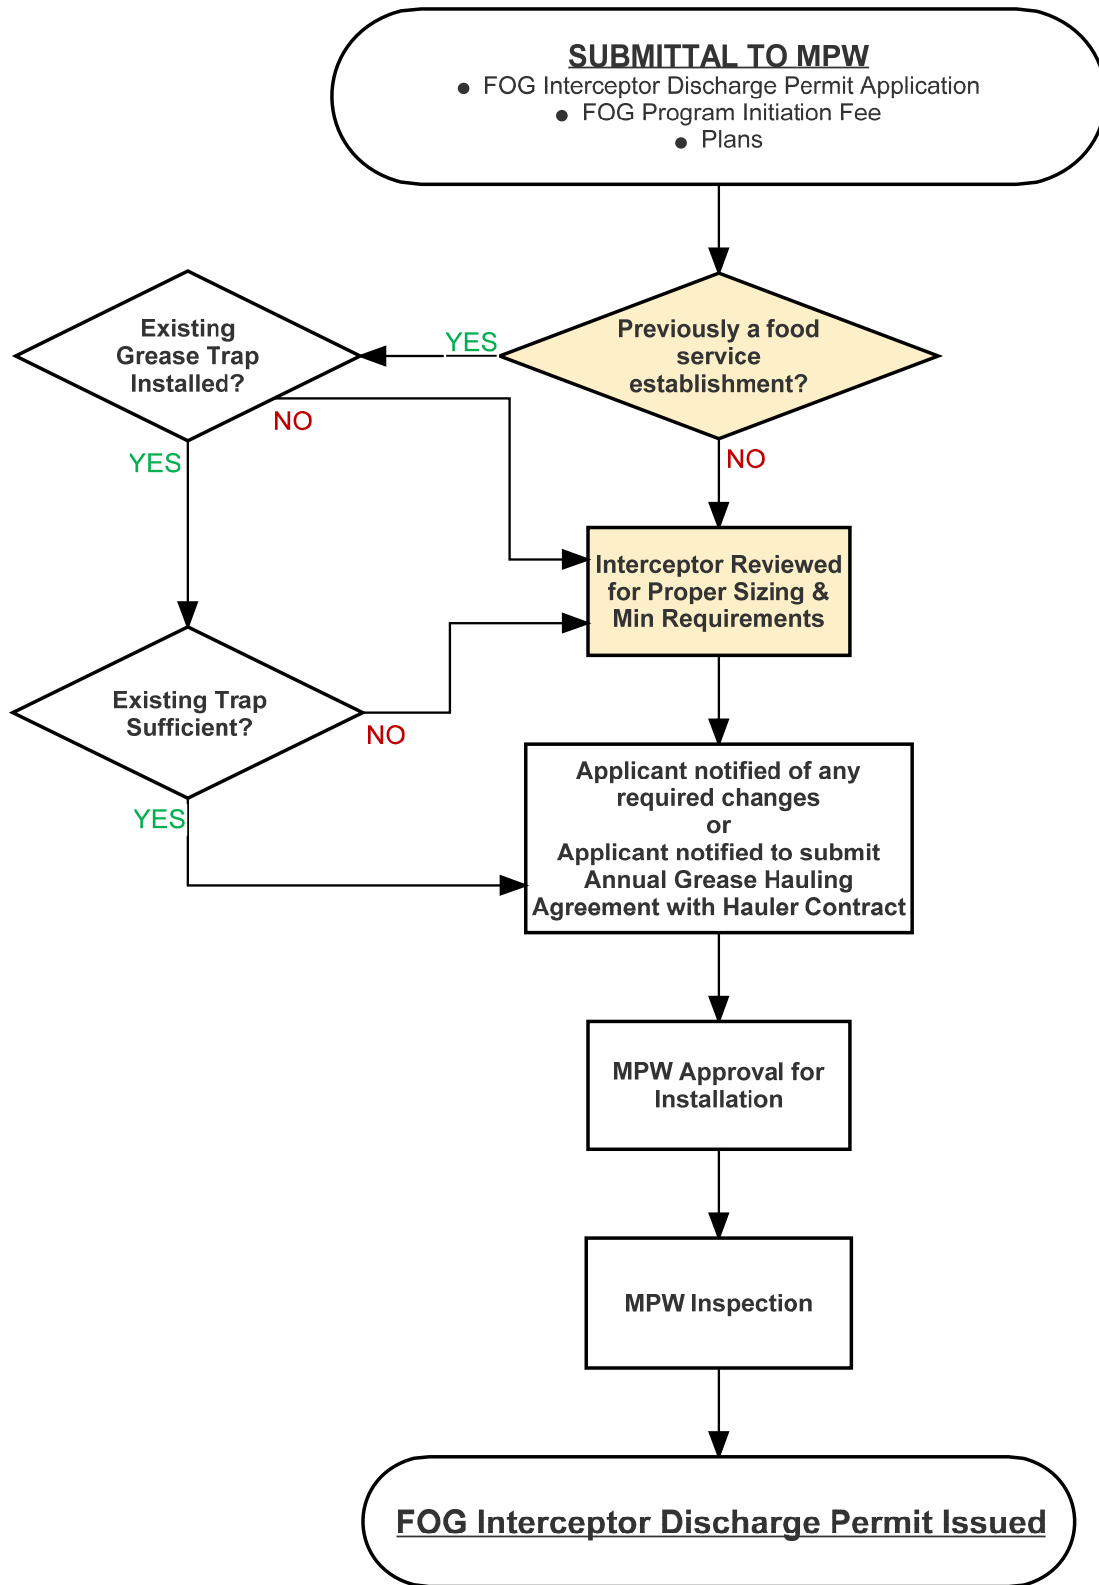 SUBMITTAL TO MPW
● FOG Interceptor Discharge Permit Application
● FOG Program Initiation Fee
● Plans
Previously a food
service
establishment?
YES
NO
Existing
Grease Trap
Installed?
NO
YES
Interceptor Reviewed
for Proper Sizing &
Min Requirements
Existing Trap
Sufficient?
NO
YES
Applicant notified of any
required changes
or
Applicant notified to submit
Annual Grease Hauling
Agreement with Hauler Contract
MPW Approval for
Installation
MPW Inspection
FOG Interceptor Discharge Permit Issued